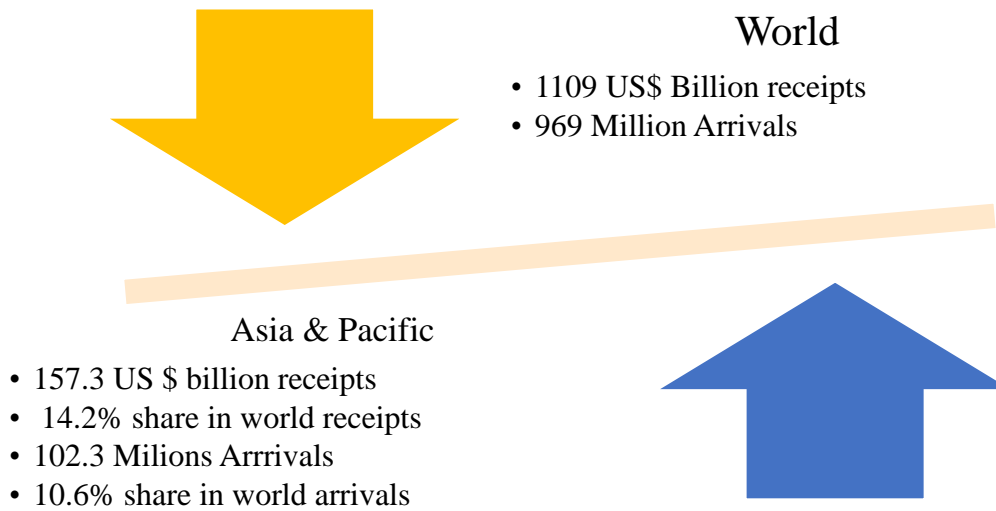 World
• 1109 US$ Billion receipts
• 969 Million Arrivals
Asia & Pacific
• 157.3 US $ billion receipts
• 14.2% share in world receipts
• 102.3 Milions Arrrivals
• 10.6% share in world arrivals